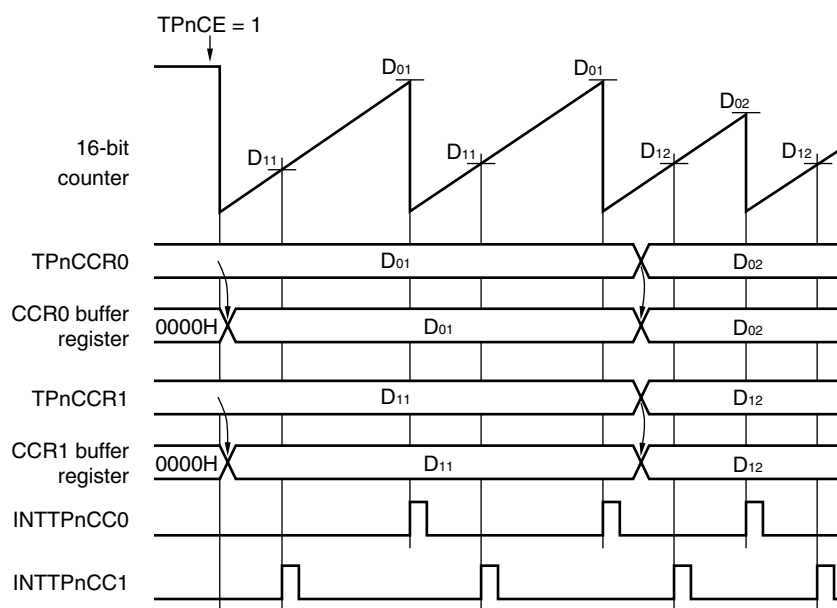 TPnCE = 1
D01 D01 D02
D11 D11 D12 D12
16-bit
counter
TPnCCR0 D01 D02
CCR0 buffer
register
0000H D01 D02
TPnCCR1 D11 D12
CCR1 buffer
register
0000H D11 D12
INTTPnCC0
INTTPnCC1